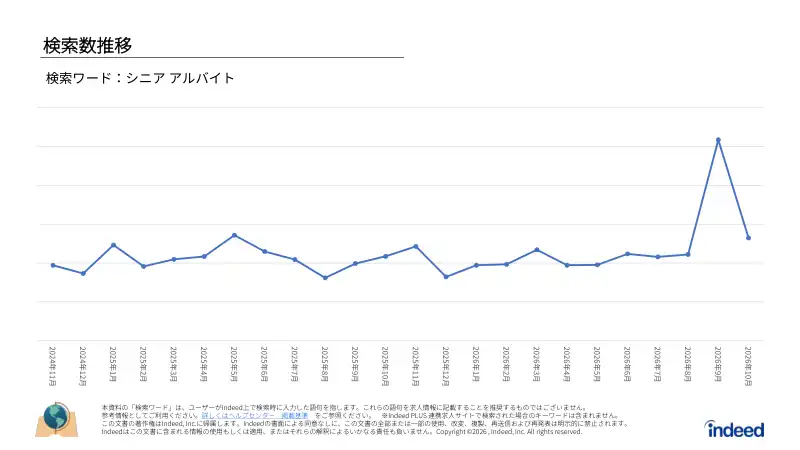 検索数推移
検索ワード：シニア アルバイト
2024年11月
2024年12月
2025年1月
2025年2月
2025年3月
2025年4月
2025年5月
2025年6月
2025年7月
2025年8月
2025年9月
2025年10月
2025年11月
2025年12月
2026年1月
2026年2月
2026年3月
2026年4月
2026年5月
2026年6月
2026年7月
2026年8月
2026年9月
2026年10月
本資料の「検索ワード」は、ユーザーがIndeed上で検索時に入力した語句を指します。これらの語句を求人情報に記載することを推奨するものではございません。
参考情報としてご利用ください。詳しくはヘルプセンター 掲載基準 をご参照ください。 ※Indeed PLUS 連携求人サイトで検索された場合のキーワードは含まれません。
この文書の著作権はIndeed, Inc.に帰属します。Indeedの書面による同意なしに、この文書の全部または一部の使用、改変、複製、再送信および再発表は明示的に禁止されます。
Indeedはこの文書に含まれる情報の使用もしくは適用、またはそれらの解釈によるいかなる責任も負いません。Copyright ©2026 , Indeed, Inc. All rights reserved.
indeed